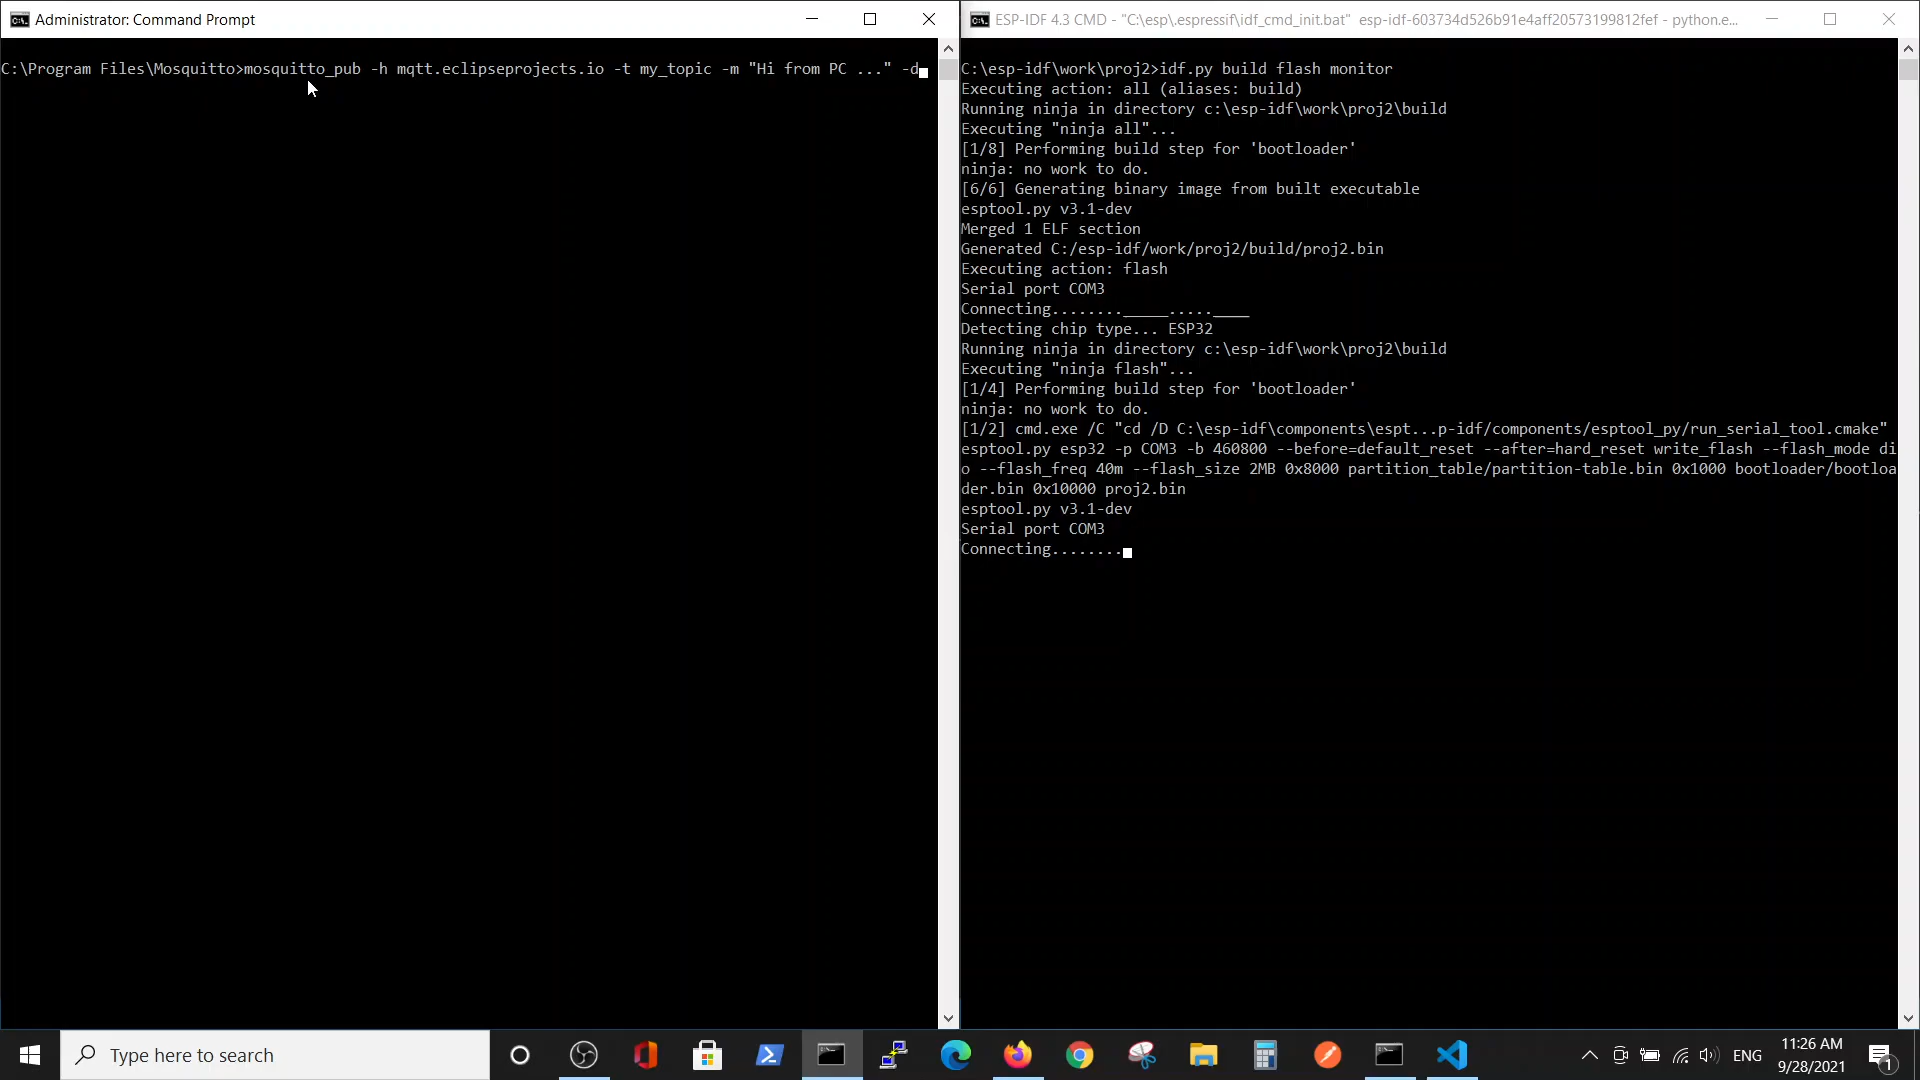 Administrator: Command Prompt
C:\Program Files\Mosquitto>mosquitto_pub -h mqtt.eclipseprojects.io -t my_topic -m "Hi from PC ..." -d
ESP-IDF 4.3 CMD - "C:\esp\.espressif\idf_cmd_init.bat" esp-idf-603734d526b91e4aff20573199812fef - python.e...
C:\esp-idf\work\proj2>idf.py build flash monitor
Executing action: all (aliases: build)
Running ninja in directory c:\esp-idf\work\proj2\build
Executing "ninja all"...
[1/8] Performing build step for 'bootloader'
ninja: no work to do.
[6/6] Generating binary image from built executable
esptool.py v3.1-dev
Merged 1 ELF section
Generated C:/esp-idf/work/proj2/build/proj2.bin
Executing action: flash
Serial port COM3
Connecting........_____.....____
Detecting chip type... ESP32
Running ninja in directory c:\esp-idf\work\proj2\build
Executing "ninja flash"...
[1/4] Performing build step for 'bootloader'
ninja: no work to do.
[1/2] cmd.exe /C "cd /D C:\esp-idf\components\espt...p-idf/components/esptool_py/run_serial_tool.cmake"
esptool.py esp32 -p COM3 -b 460800 --before=default_reset --after=hard_reset write_flash --flash_mode di
o --flash_freq 40m --flash_size 2MB 0x8000 partition_table/partition-table.bin 0x1000 bootloader/bootloa
der.bin 0x10000 proj2.bin
esptool.py v3.1-dev
Serial port COM3
Connecting........
Type here to search
ENG
11:26 AM
9/28/2021
1